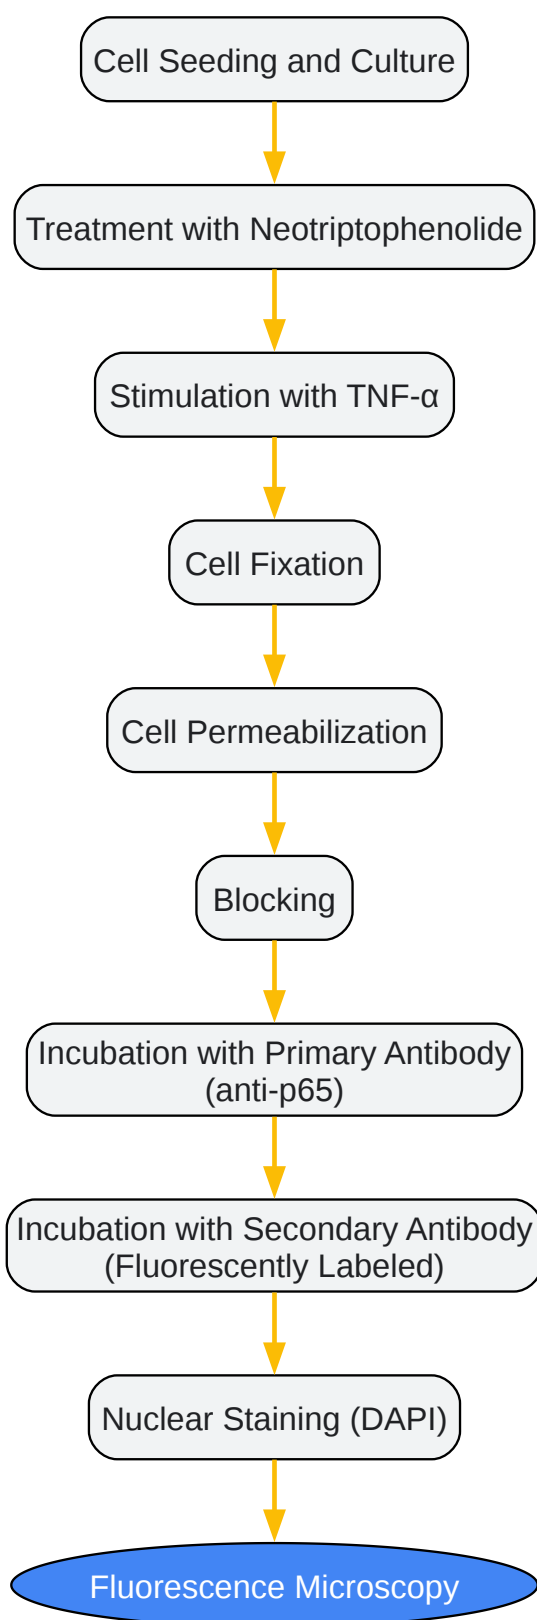 Cell Seeding and Culture
Treatment with Neotriptophenolide
Stimulation with TNF-α
Cell Fixation
Cell Permeabilization
Blocking
Incubation with Primary Antibody
(anti-p65)
Incubation with Secondary Antibody
(Fluorescently Labeled)
Nuclear Staining (DAPI)
Fluorescence Microscopy